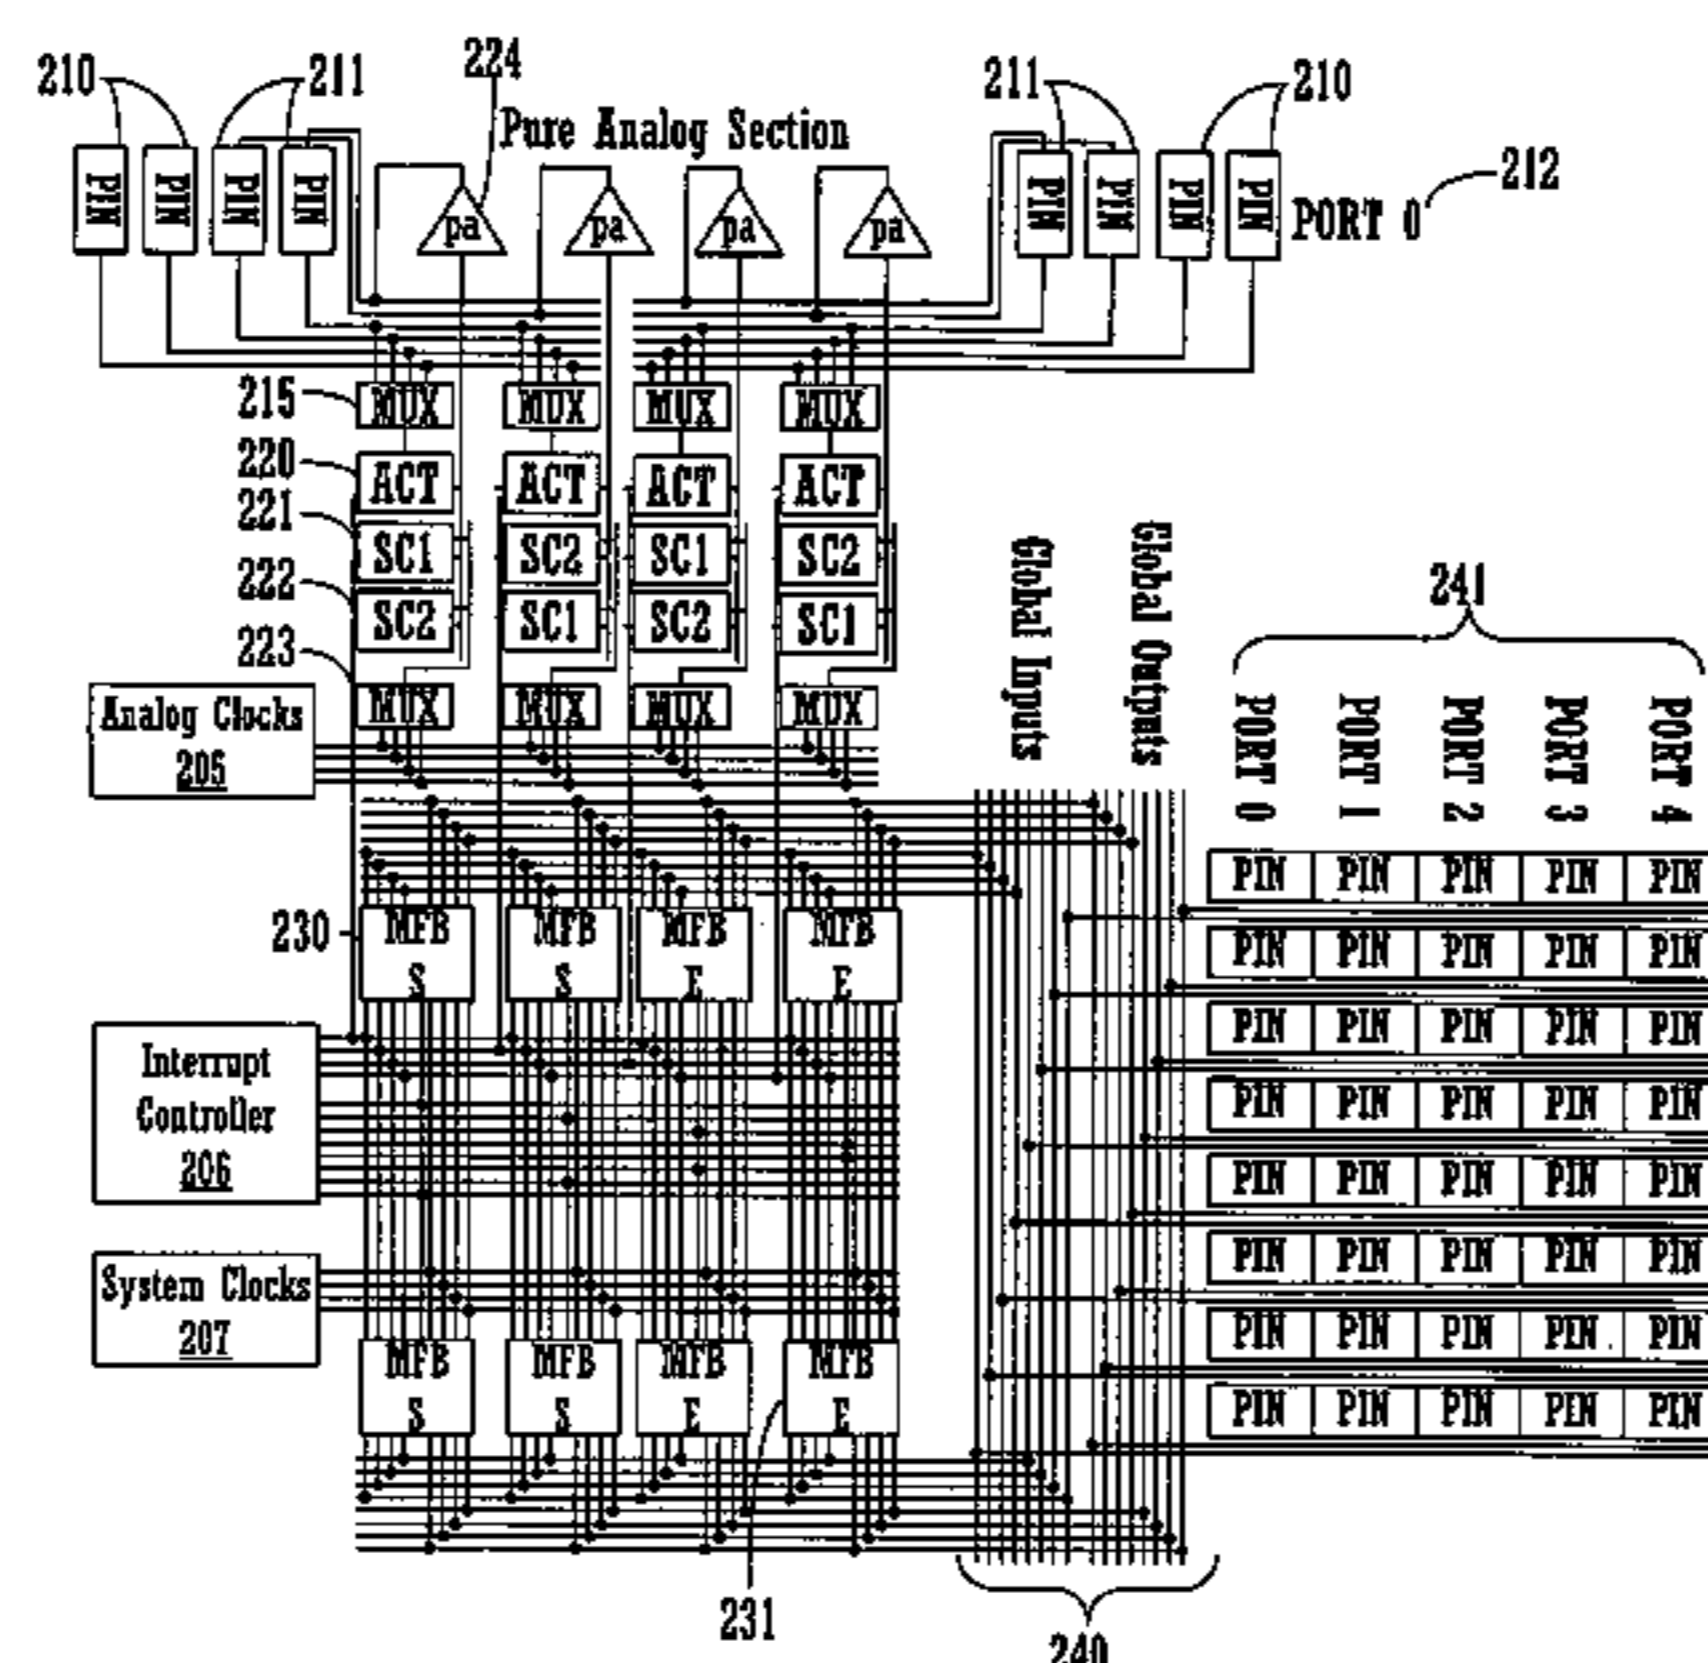 210 211 224 211 210
Pure Analog Section
PIN PIN PIN PIN pa pa pa pa PIN PIN PIN PIN PORT 0 212
215 MUX MUX MUX MUX
220 ACT ACT ACT ACT
221 SC1 SC2 SC1 SC2
222 SC2 SC1 SC2 SC1
223 MUX MUX MUX MUX
Analog Clocks
205
Global Inputs
Global Outputs
241
PORT 0 PORT 1 PORT 2 PORT 3 PORT 4
PIN PIN PIN PIN PIN
230 MFB MFB MFB MFB
S S E E
PIN PIN PIN PIN PIN
PIN PIN PIN PIN PIN
Interrupt
Controller
206
PIN PIN PIN PIN PIN
PIN PIN PIN PIN PIN
PIN PIN PIN PIN PIN
System Clocks
207
PIN PIN PIN PIN PIN
MFB MFB MFB MFB
S S E E
PIN PIN PIN PIN PIN
231
240